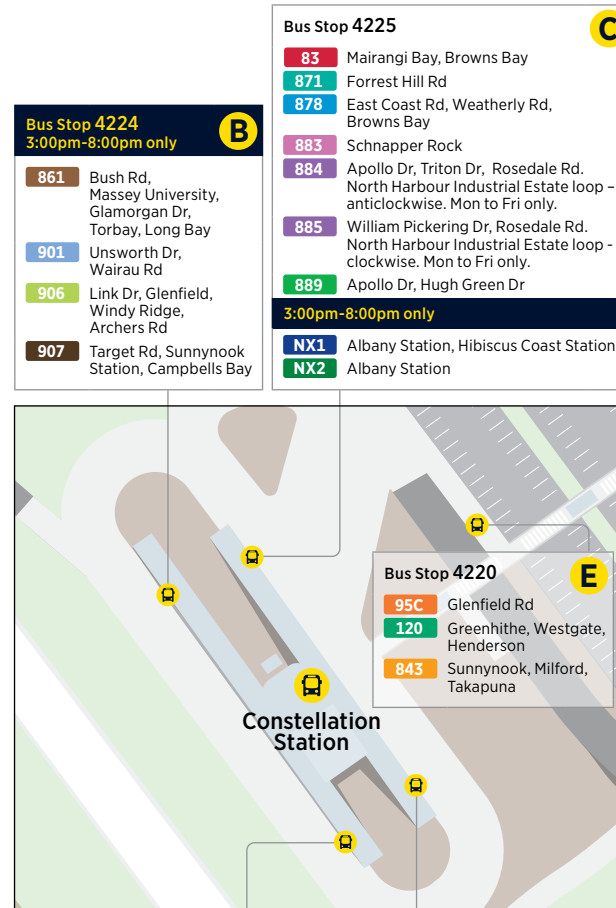 Bus Stop 4224
3:00pm-8:00pm only
B
861 Bush Rd,
Massey University,
Glamorgan Dr,
Torbay, Long Bay
901 Unsworth Dr,
Wairau Rd
906 Link Dr, Glenfield,
Windy Ridge,
Archers Rd
907 Target Rd, Sunnynook
Station, Campbells Bay
Bus Stop 4225
C
83 Mairangi Bay, Browns Bay
871 Forrest Hill Rd
878 East Coast Rd, Weatherly Rd,
Browns Bay
883 Schnapper Rock
884 Apollo Dr, Triton Dr, Rosedale Rd.
North Harbour Industrial Estate loop –
anticlockwise. Mon to Fri only.
885 William Pickering Dr, Rosedale Rd.
North Harbour Industrial Estate loop -
clockwise. Mon to Fri only.
889 Apollo Dr, Hugh Green Dr
3:00pm-8:00pm only
NX1 Albany Station, Hibiscus Coast Station
NX2 Albany Station
Bus Stop 4220
E
95C Glenfield Rd
120 Greenhithe, Westgate,
Henderson
843 Sunnynook, Milford,
Takapuna
Constellation
Station